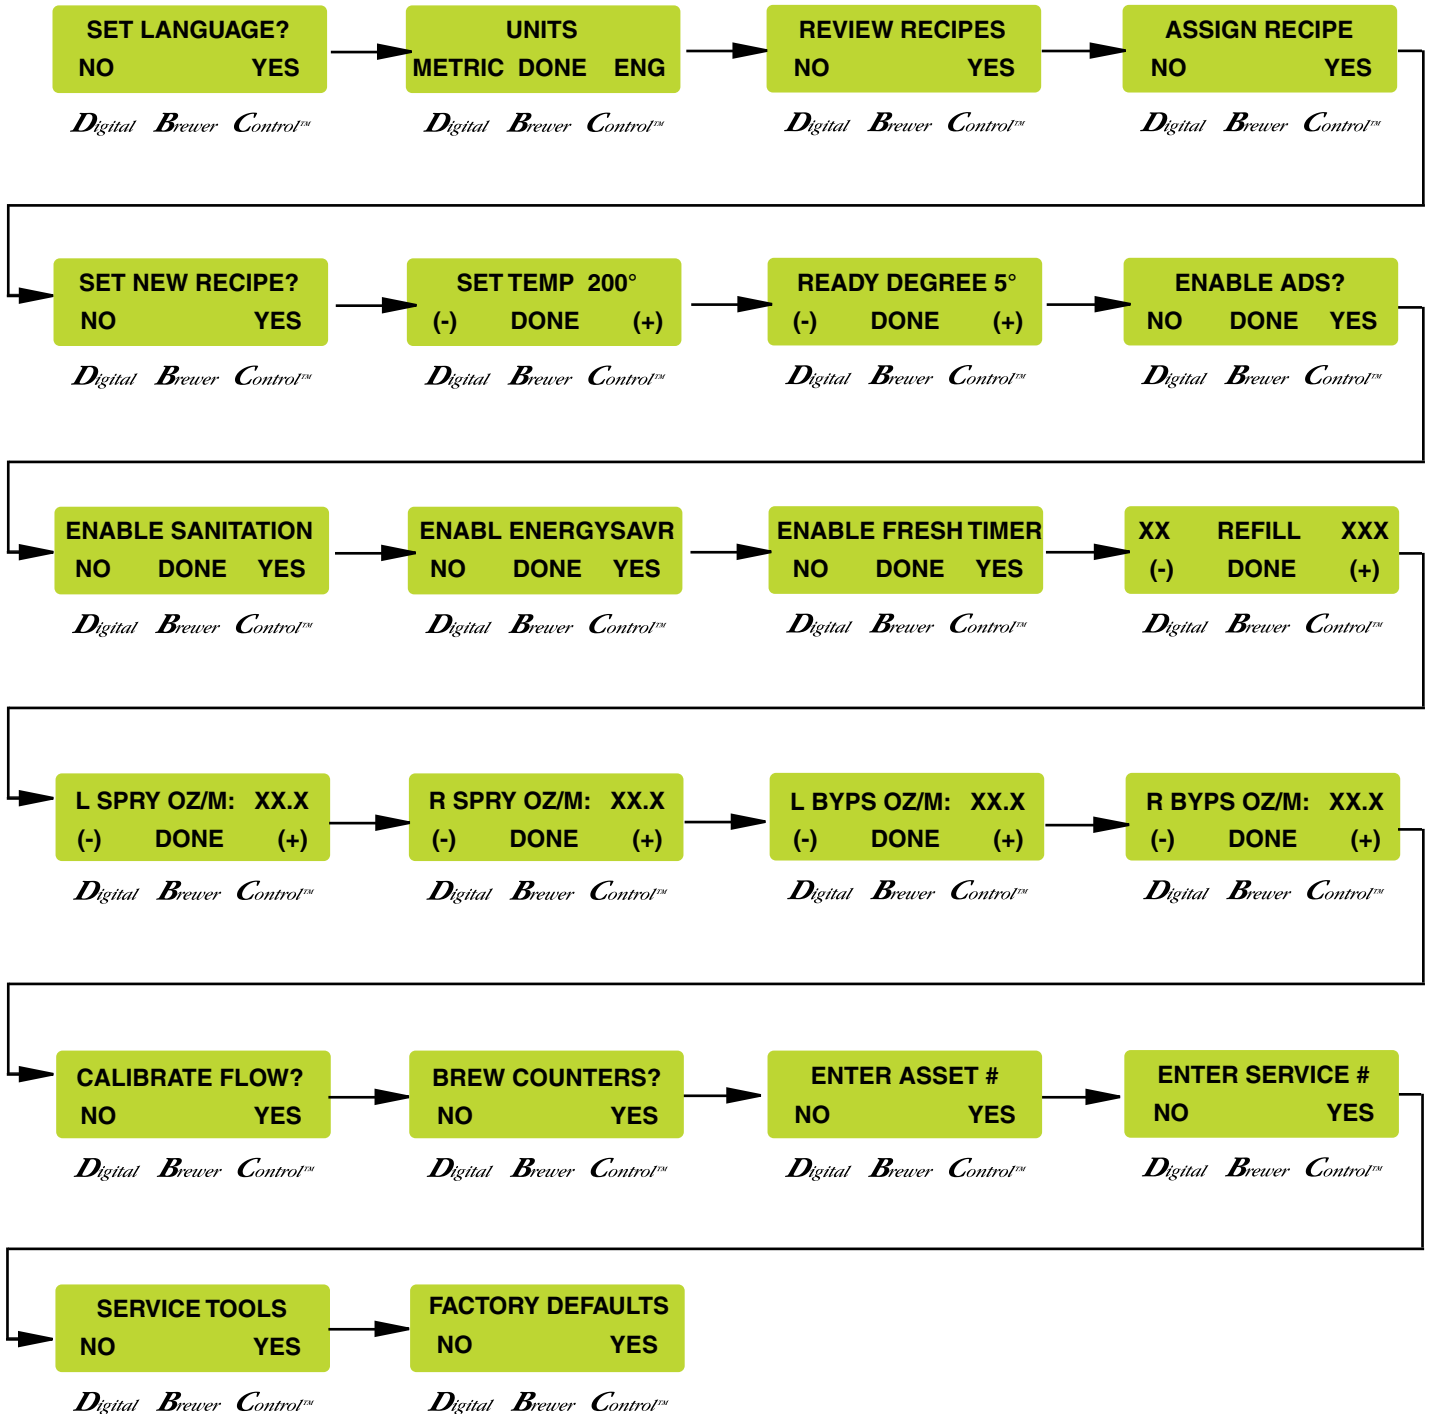 SET LANGUAGE?
NO YES
Digital Brewer Control™
UNITS
METRIC DONE ENG
Digital Brewer Control™
REVIEW RECIPES
NO YES
Digital Brewer Control™
ASSIGN RECIPE
NO YES
Digital Brewer Control™
SET NEW RECIPE?
NO YES
Digital Brewer Control™
SET TEMP 200°
(-) DONE (+)
Digital Brewer Control™
READY DEGREE 5°
(-) DONE (+)
Digital Brewer Control™
ENABLE ADS?
NO DONE YES
Digital Brewer Control™
ENABLE SANITATION
NO DONE YES
Digital Brewer Control™
ENABL ENERGYSAVR
NO DONE YES
Digital Brewer Control™
ENABLE FRESH TIMER
NO DONE YES
Digital Brewer Control™
XX REFILL XXX
(-) DONE (+)
Digital Brewer Control™
L SPRY OZ/M: XX.X
(-) DONE (+)
Digital Brewer Control™
R SPRY OZ/M: XX.X
(-) DONE (+)
Digital Brewer Control™
L BYPS OZ/M: XX.X
(-) DONE (+)
Digital Brewer Control™
R BYPS OZ/M: XX.X
(-) DONE (+)
Digital Brewer Control™
CALIBRATE FLOW?
NO YES
Digital Brewer Control™
BREW COUNTERS?
NO YES
Digital Brewer Control™
ENTER ASSET #
NO YES
Digital Brewer Control™
ENTER SERVICE #
NO YES
Digital Brewer Control™
SERVICE TOOLS
NO YES
Digital Brewer Control™
FACTORY DEFAULTS
NO YES
Digital Brewer Control™